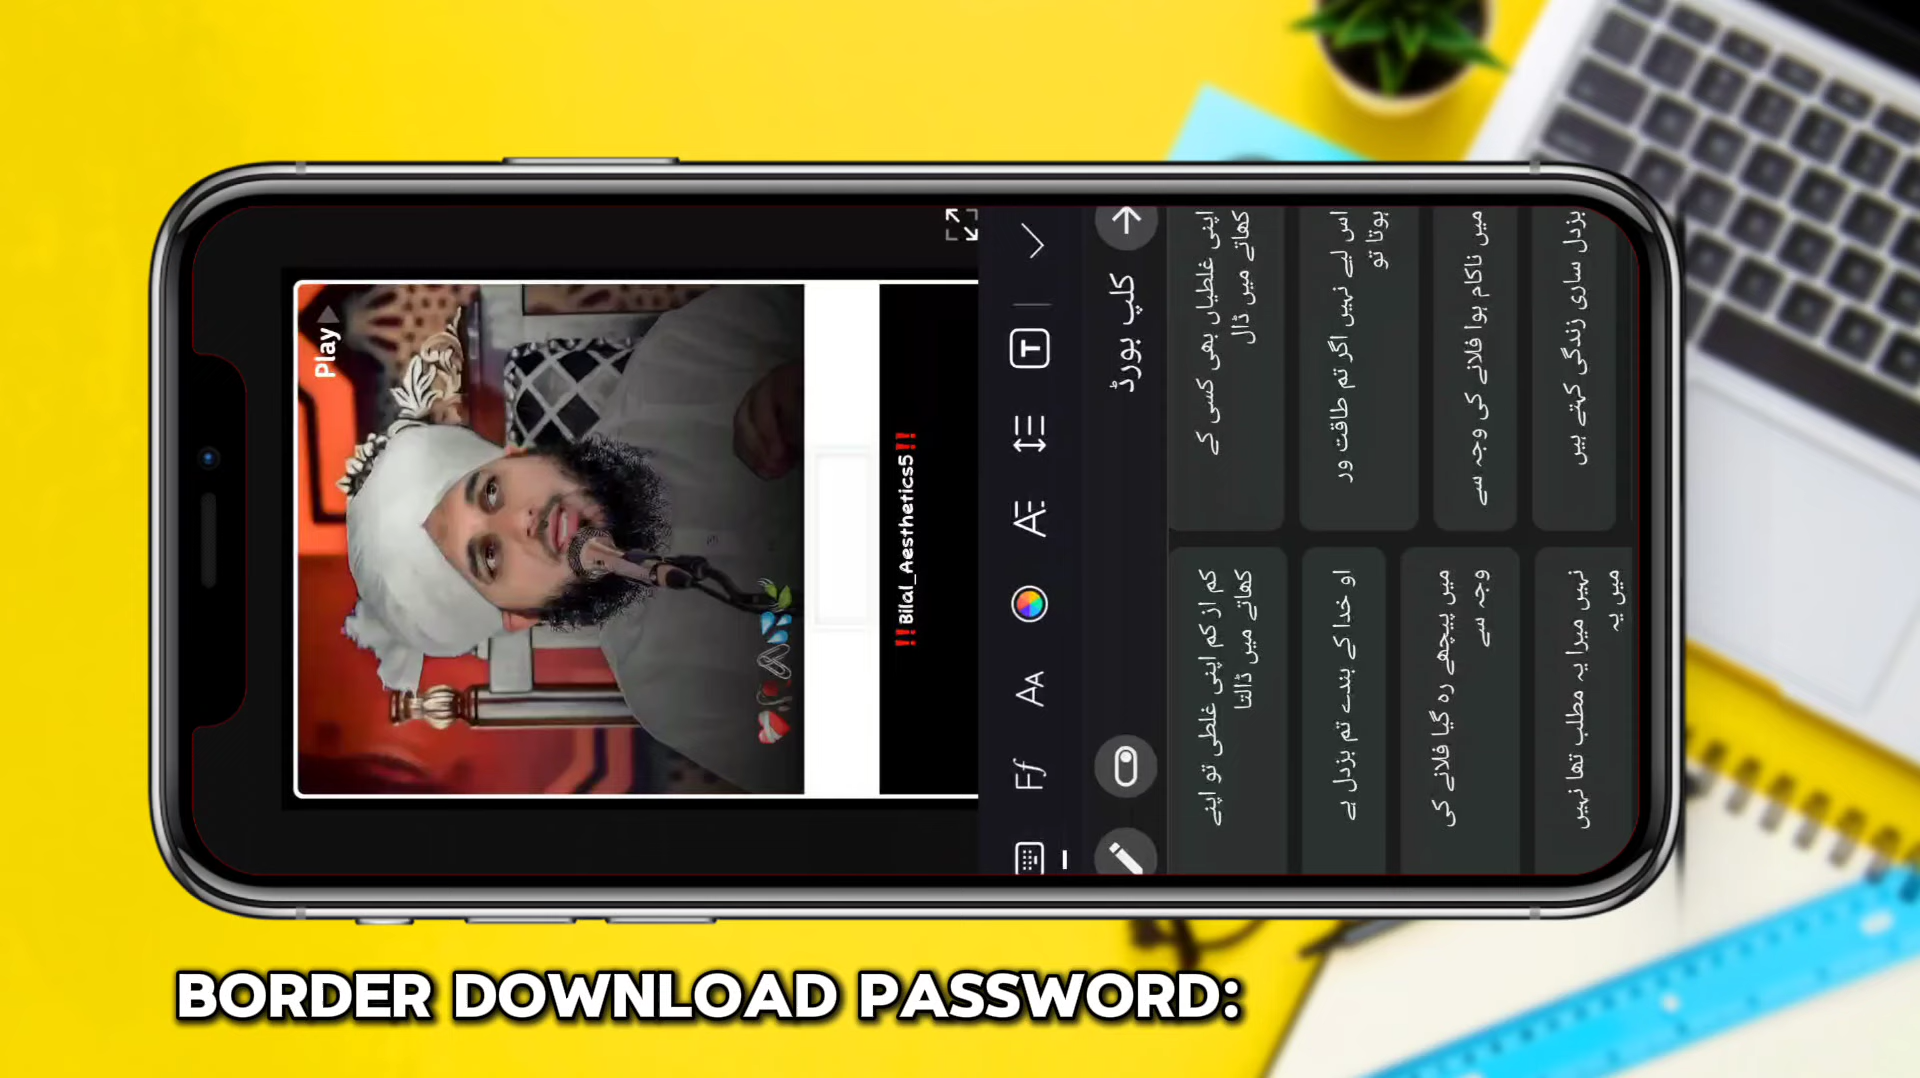 Play
‼️Bilal_Aesthetics5‼️
T
AA
Ff
کلپ بورڈ
اپنی غلطیاں بھی کسی کے
کھاتے میں ڈال
کم از کم اپنی غلطی تو اپنے
کھاتے میں ڈالتا
اس لیے نہیں اگر تم طاقت ور
ہوتا تو
او خدا کے بندے تم بزدل ہے
میں ناکام ہوا فلانے کی وجہ سے
میں پیچھے رہ گیا فلانے کی
وجہ سے
بزدل ساری زندگی کہتے ہیں
نہیں میرا یہ مطلب تھا نہیں
میں یہ
BORDER DOWNLOAD PASSWORD: